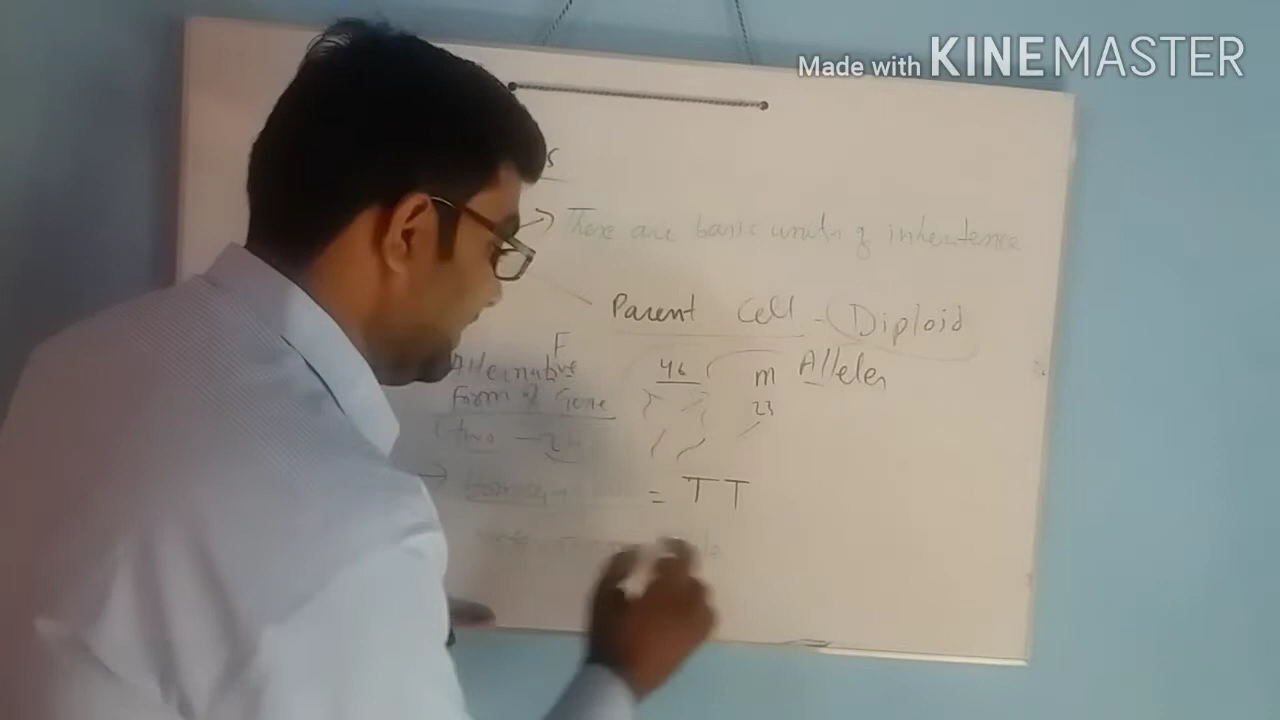 Made with KINEMASTER
s
→ These are basic units of inheritence
Parent Cell - Diploid
F
Alternative 46 m Alleles
Form of Gene 23
two
→ = TT